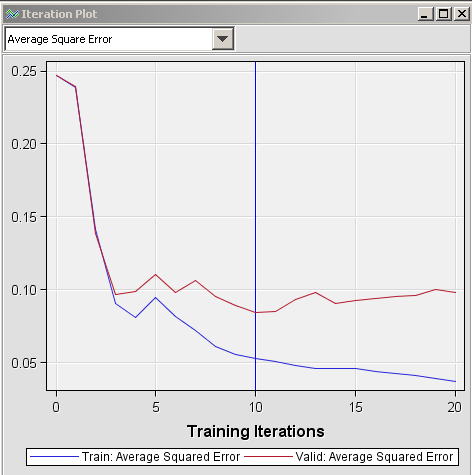 Iteration Plot
Average Square Error
0.25
0.20
0.15
0.10
0.05
0 5 10 15 20
Training Iterations
Train: Average Squared Error Valid: Average Squared Error